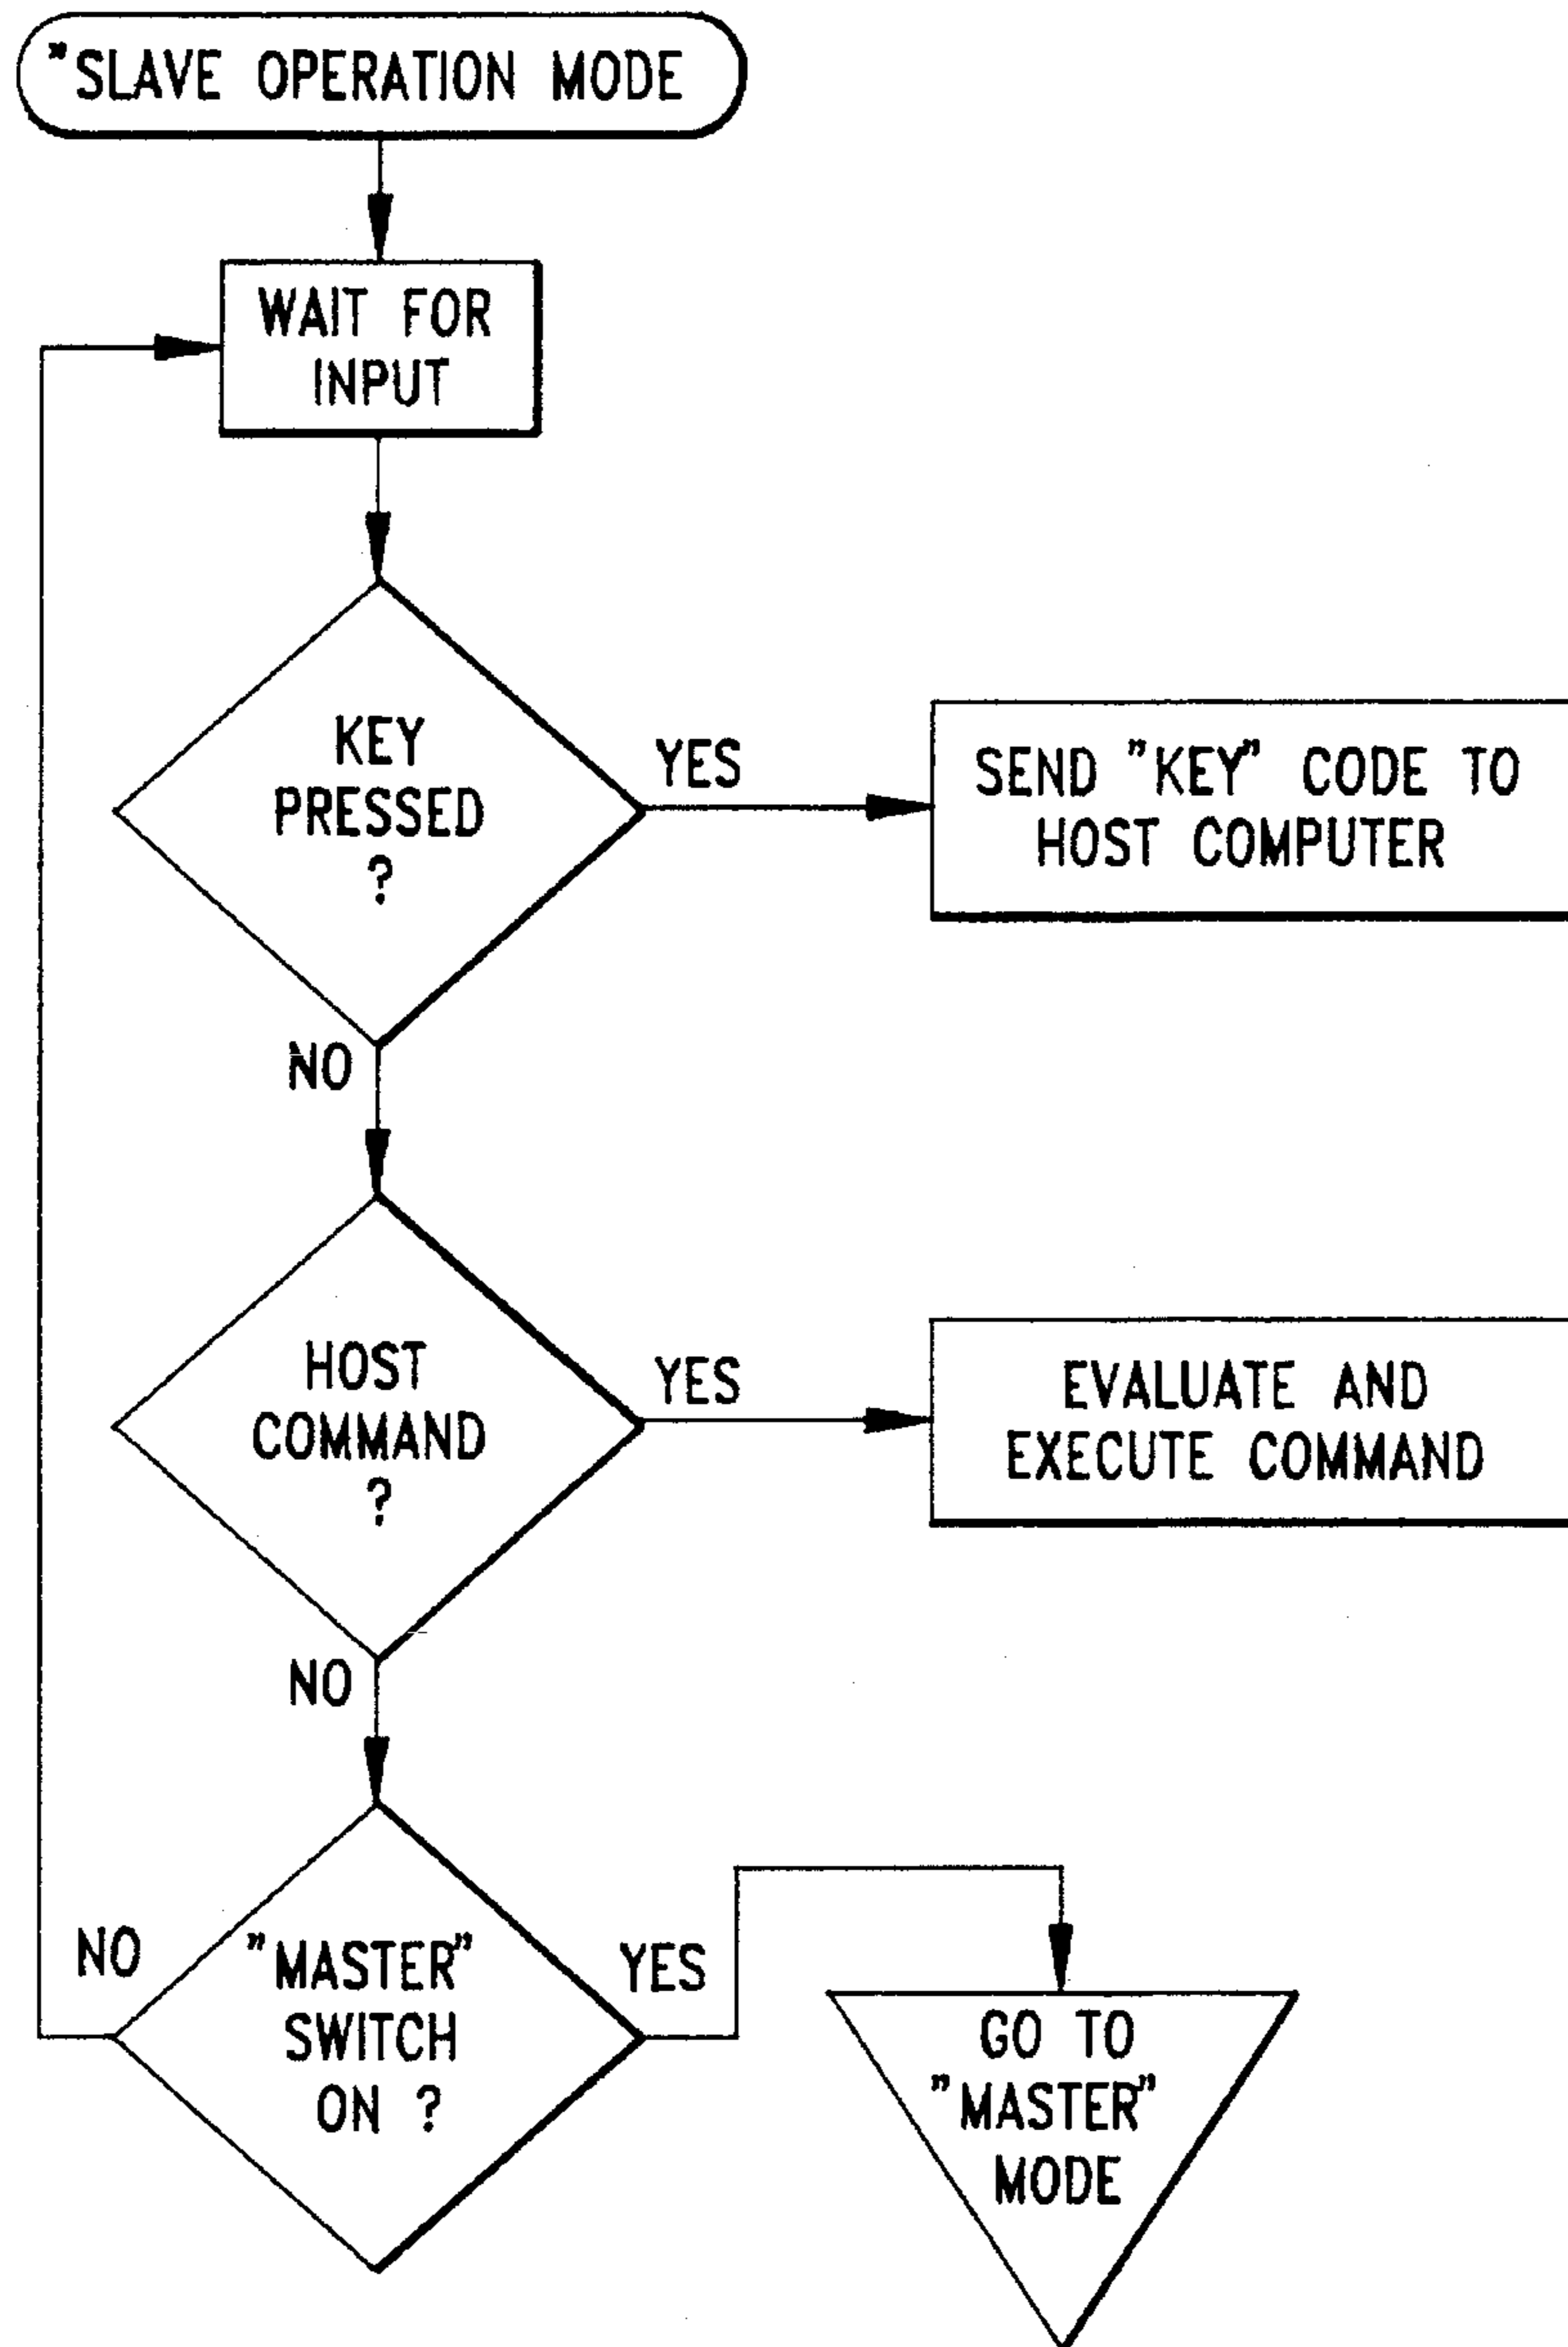 "SLAVE OPERATION MODE
WAIT FOR
INPUT
KEY
PRESSED
?
YES
SEND "KEY" CODE TO
HOST COMPUTER
NO
HOST
COMMAND
?
YES
EVALUATE AND
EXECUTE COMMAND
NO
NO
"MASTER"
SWITCH
ON ?
YES
GO TO
"MASTER"
MODE